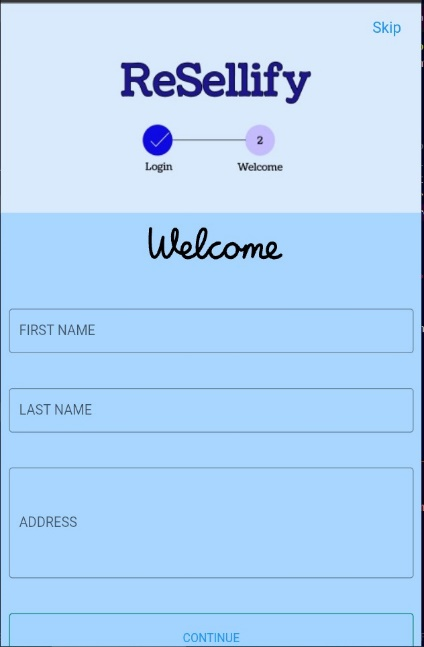 Skip
ReSellify
2
Login Welcome
Welcome
FIRST NAME
LAST NAME
ADDRESS
CONTINUE